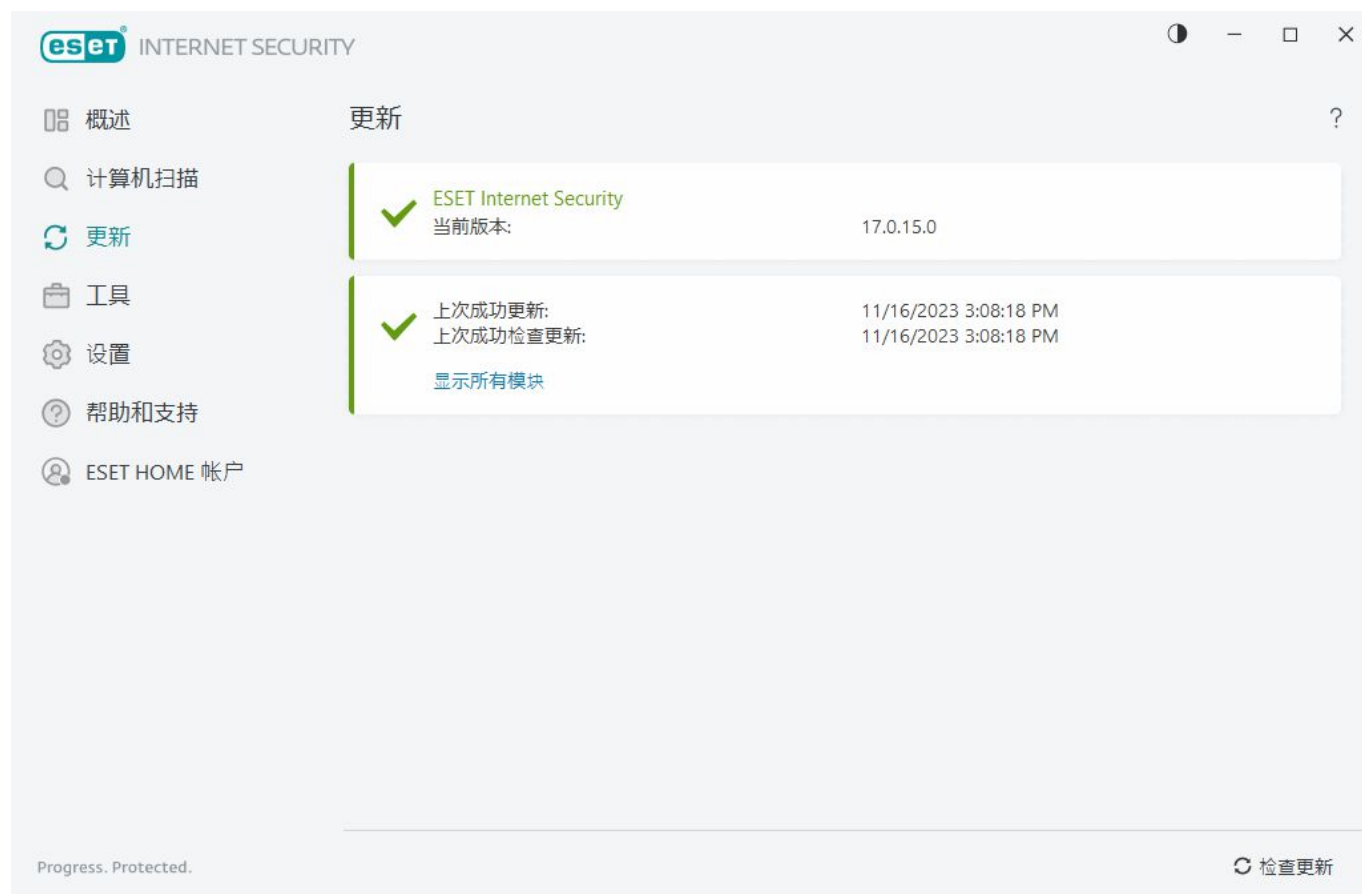 eset® INTERNET SECURITY
概述
计算机扫描
更新
工具
设置
帮助和支持
ESET HOME 帐户
更新
?
ESET Internet Security
当前版本: 17.0.15.0
上次成功更新: 11/16/2023 3:08:18 PM
上次成功检查更新: 11/16/2023 3:08:18 PM
显示所有模块
Progress. Protected.
检查更新